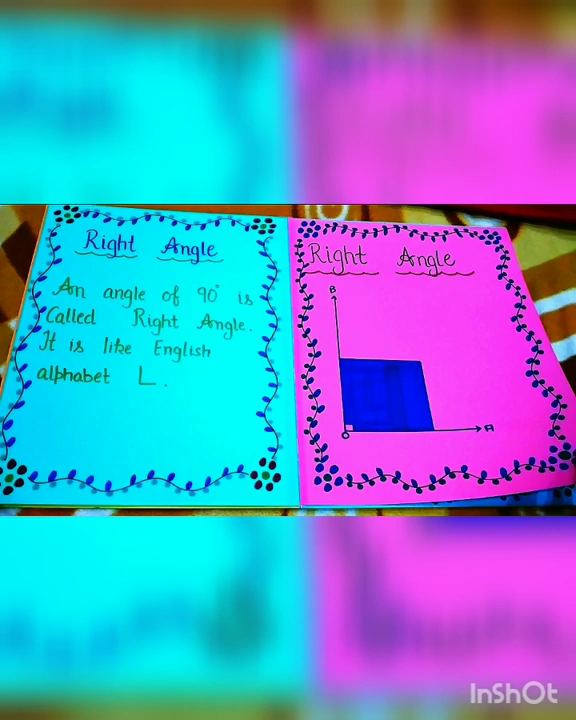 Right Angle
An angle of 90° is
Called Right Angle.
It is like English
alphabet L.
Right Angle
B
O
A
InShOt